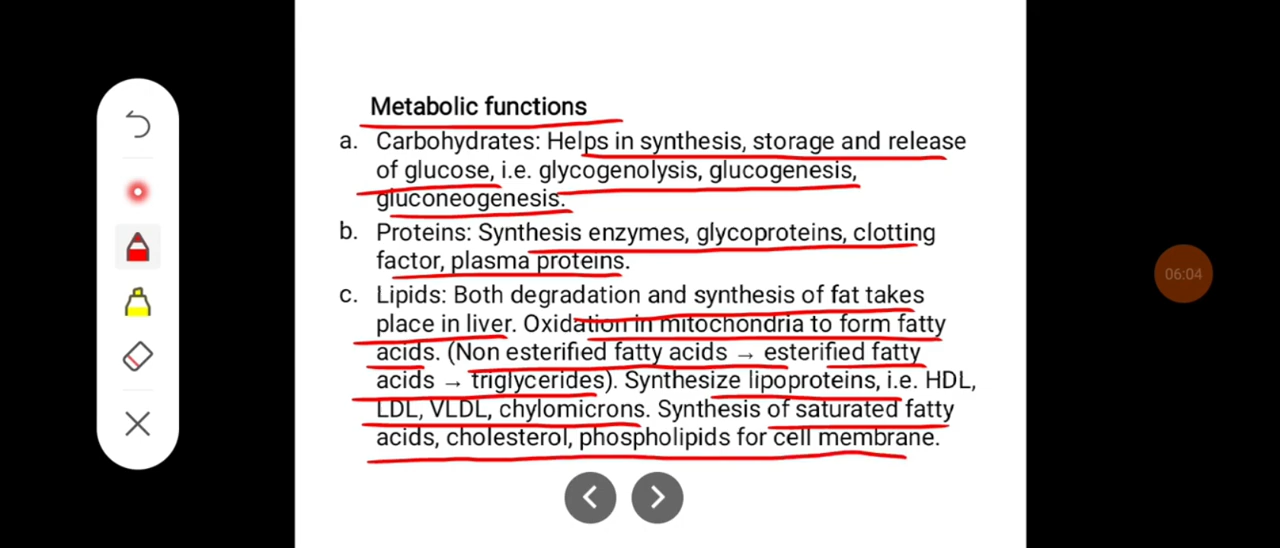 Metabolic functions
a. Carbohydrates: Helps in synthesis, storage and release
of glucose, i.e. glycogenolysis, glucogenesis,
gluconeogenesis.
b. Proteins: Synthesis enzymes, glycoproteins, clotting
factor, plasma proteins.
c. Lipids: Both degradation and synthesis of fat takes
place in liver. Oxidation in mitochondria to form fatty
acids. (Non esterified fatty acids → esterified fatty
acids → triglycerides). Synthesize lipoproteins, i.e. HDL,
LDL, VLDL, chylomicrons. Synthesis of saturated fatty
acids, cholesterol, phospholipids for cell membrane.
06:04